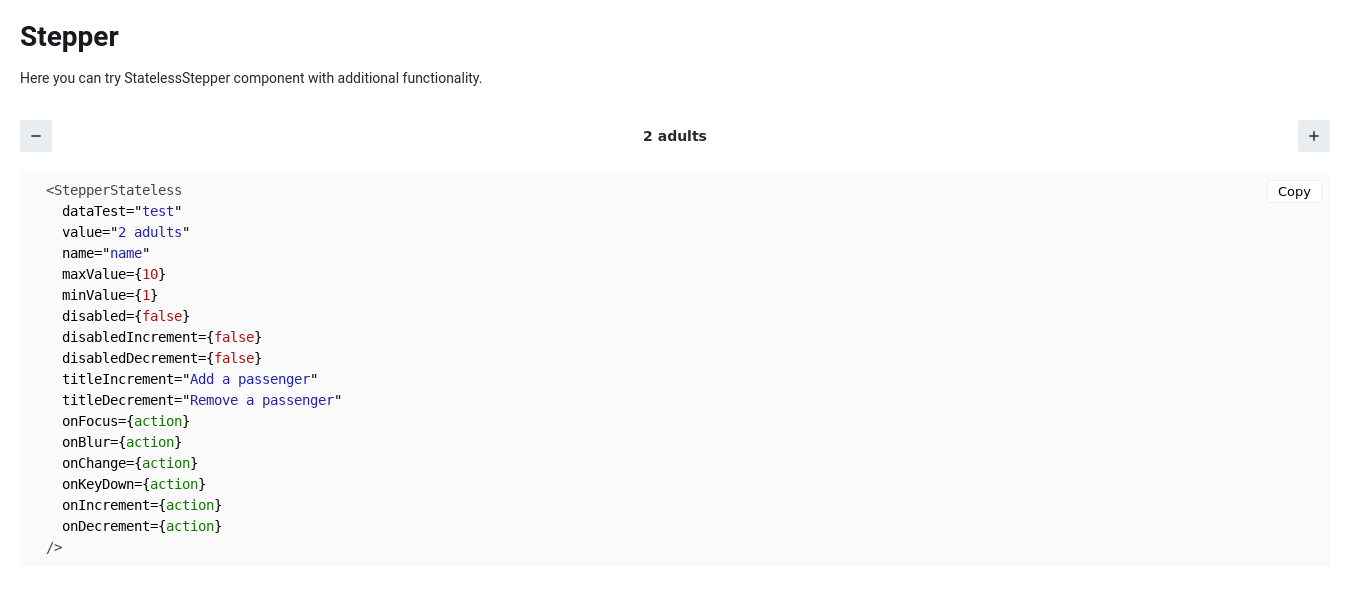 Stepper
Here you can try StatelessStepper component with additional functionality.
− 2 adults +
Copy
<StepperStateless
  dataTest="test"
  value="2 adults"
  name="name"
  maxValue={10}
  minValue={1}
  disabled={false}
  disabledIncrement={false}
  disabledDecrement={false}
  titleIncrement="Add a passenger"
  titleDecrement="Remove a passenger"
  onFocus={action}
  onBlur={action}
  onChange={action}
  onKeyDown={action}
  onIncrement={action}
  onDecrement={action}
/>